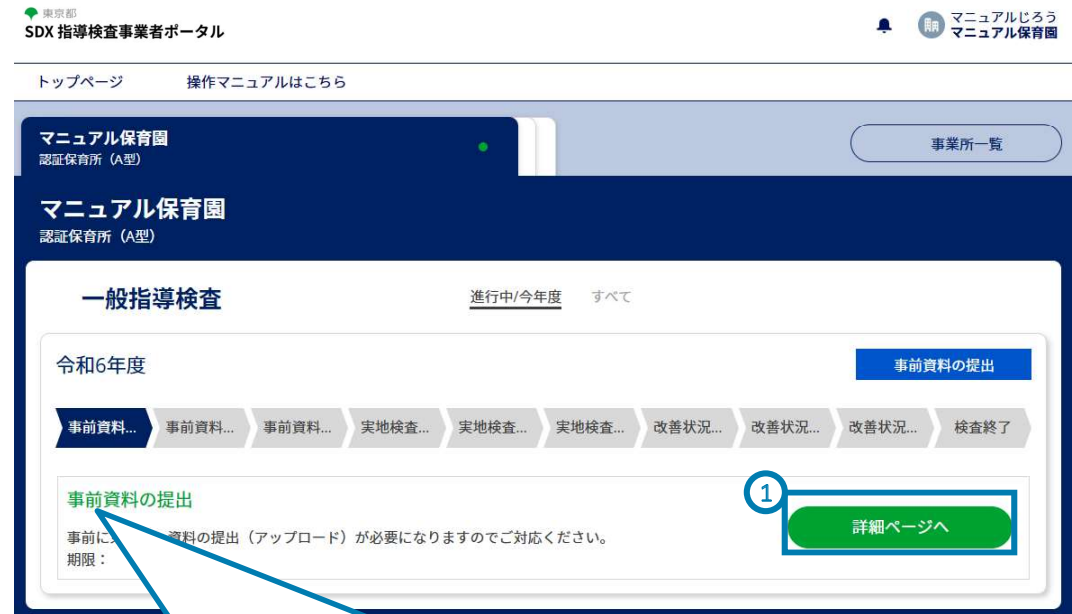 東京都
SDX 指導検査事業者ポータル
マニュアルじろう
マニュアル保育園
トップページ 操作マニュアルはこちら
マニュアル保育園
認証保育所（A型）
事業所一覧
マニュアル保育園
認証保育所（A型）
一般指導検査 進行中/今年度 すべて
令和6年度 事前資料の提出
事前資料... 事前資料... 事前資料... 実地検査... 実地検査... 実地検査... 改善状況... 改善状況... 改善状況... 検査終了
事前資料の提出
1
詳細ページへ
事前に 資料の提出（アップロード）が必要になりますのでご対応ください。
期限：